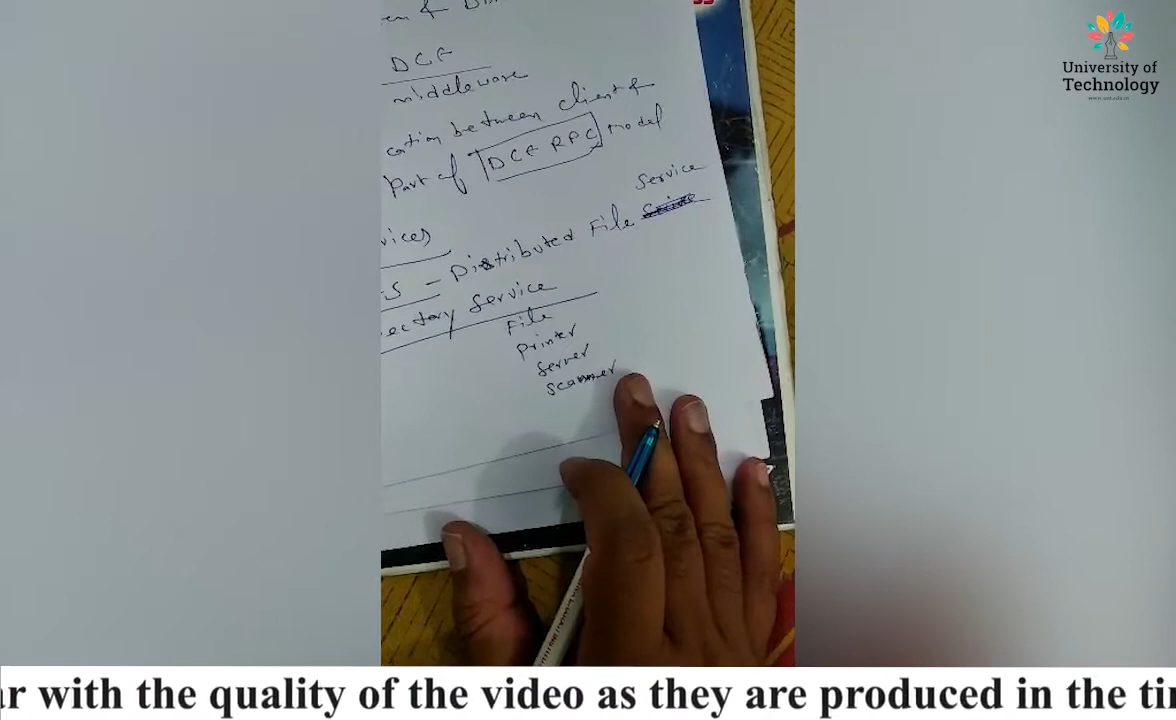 &
DCE
middleware
cation between client &
Part of DCE RPC model
vices
Service
-S - Distributed File
ectory Service
File
Printer
Server
Scanner
University of
Technology
ar with the quality of the video as they are produced in the ti